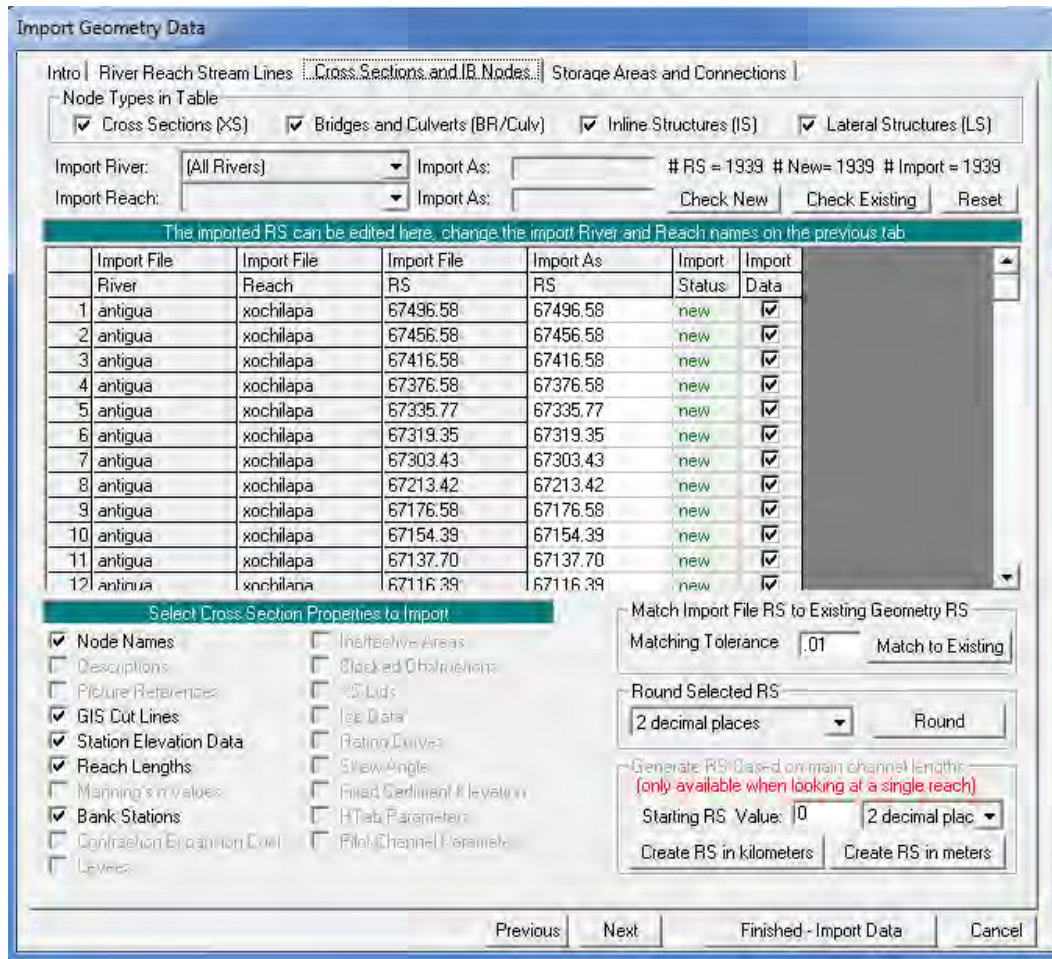 Import Geometry Data
Intro River Reach Stream Lines Cross Sections and IB Nodes Storage Areas and Connections
Node Types in Table
Cross Sections (XS) Bridges and Culverts (BR/Culv) Inline Structures (IS) Lateral Structures (LS)
Import River: (All Rivers) Import As: # RS = 1939 # New= 1939 # Import = 1939
Import Reach: Import As: Check New Check Existing Reset
The imported RS can be edited here, change the import River and Reach names on the previous tab
Import File Import File Import File Import As Import Import
River Reach RS RS Status Data
1 antigua xochilapa 67496.58 67496.58 new
2 antigua xochilapa 67456.58 67456.58 new
3 antigua xochilapa 67416.58 67416.58 new
4 antigua xochilapa 67376.58 67376.58 new
5 antigua xochilapa 67335.77 67335.77 new
6 antigua xochilapa 67319.35 67319.35 new
7 antigua xochilapa 67303.43 67303.43 new
8 antigua xochilapa 67213.42 67213.42 new
9 antigua xochilapa 67176.58 67176.58 new
10 antigua xochilapa 67154.39 67154.39 new
11 antigua xochilapa 67137.70 67137.70 new
12 antigua xochilapa 67116.39 67116.39 new
Select Cross Section Properties to Import
Node Names
Descriptions
Picture References
GIS Cut Lines
Station Elevation Data
Reach Lengths
Manning's n values
Bank Stations
Contraction Expansion Coef
Levees
Ineffective Areas
Blocked Obstructions
XS Lids
Ice Data
Rating Curves
Skew Angle
Fixed Sediment Elevation
HTab Parameters
Pilot Channel Paramete
Match Import File RS to Existing Geometry RS
Matching Tolerance .01 Match to Existing
Round Selected RS
2 decimal places Round
Generate RS based on main channel lengths
(only available when looking at a single reach)
Starting RS Value: 0 2 decimal plac
Create RS in kilometers Create RS in meters
Previous Next Finished - Import Data Cancel